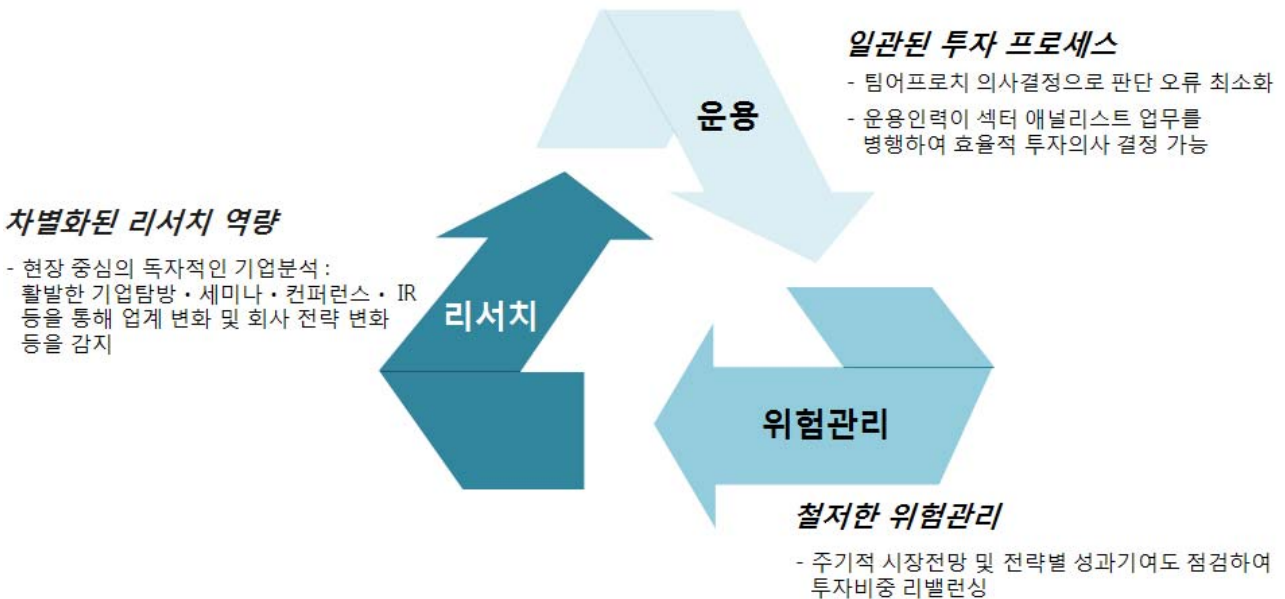 일관된 투자 프로세스
- 팀어프로치 의사결정으로 판단 오류 최소화
- 운용인력이 섹터 애널리스트 업무를
병행하여 효율적 투자의사 결정 가능
운용
차별화된 리서치 역량
- 현장 중심의 독자적인 기업분석 :
활발한 기업탐방・세미나・컨퍼런스・ IR
등을 통해 업계 변화 및 회사 전략 변화
등을 감지
리서치
위험관리
철저한 위험관리
- 주기적 시장전망 및 전략별 성과기여도 점검하여
투자비중 리밸런싱